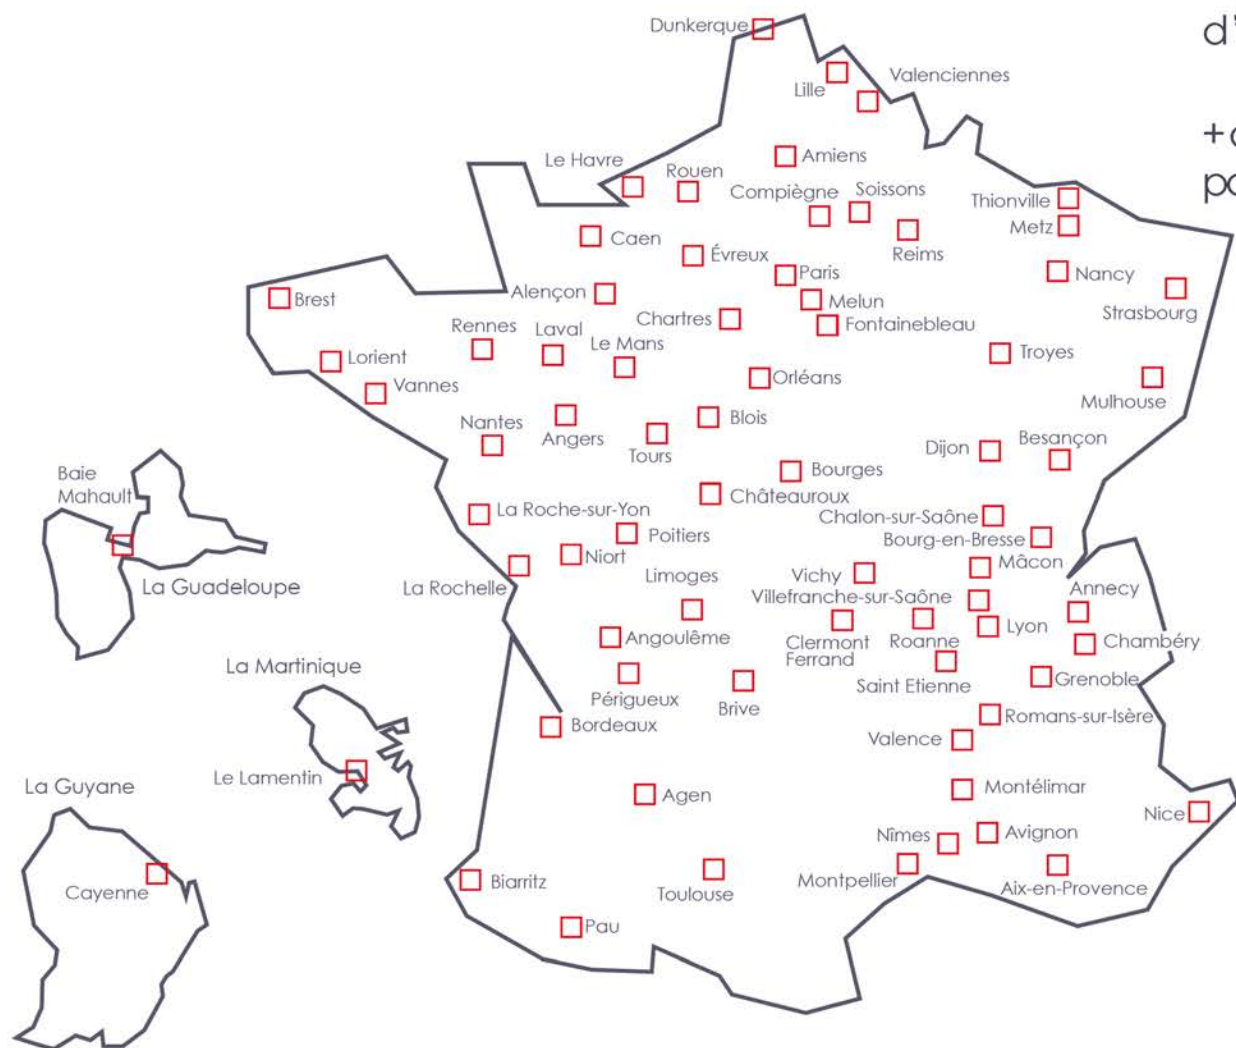 d'
+c
po
Dunkerque
Lille
Valenciennes
Amiens
Le Havre
Rouen
Compiègne
Soissons
Thionville
Metz
Caen
Évreux
Reims
Paris
Nancy
Brest
Alençon
Melun
Strasbourg
Chartres
Fontainebleau
Rennes
Laval
Le Mans
Troyes
Lorient
Vannes
Orléans
Mulhouse
Nantes
Angers
Tours
Blois
Dijon
Besançon
Bourges
Baie
Mahault
Châteauroux
La Roche-sur-Yon
Poitiers
Chalon-sur-Saône
Bourg-en-Bresse
Niort
La Guadeloupe
La Rochelle
Limoges
Vichy
Mâcon
Villefranche-sur-Saône
Annecy
Angoulême
Clermont
Ferrand
Roanne
Lyon
Chambéry
La Martinique
Périgueux
Brive
Saint Etienne
Grenoble
Bordeaux
Romans-sur-Isère
Valence
Le Lamentin
La Guyane
Agen
Montélimar
Nice
Nîmes
Avignon
Cayenne
Biarritz
Toulouse
Montpellier
Aix-en-Provence
Pau